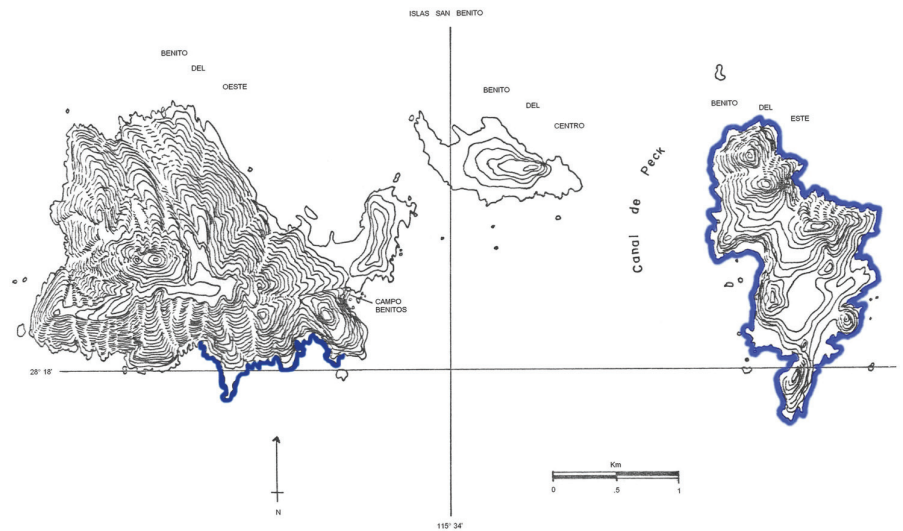 ISLAS SAN BENITO
BENITO
DEL
OESTE
BENITO
DEL
CENTRO
BENITO
DEL
ESTE
Canal de Peck
CAMPO
BENITOS
28° 18'
N
Km
0 .5 1
115° 34'